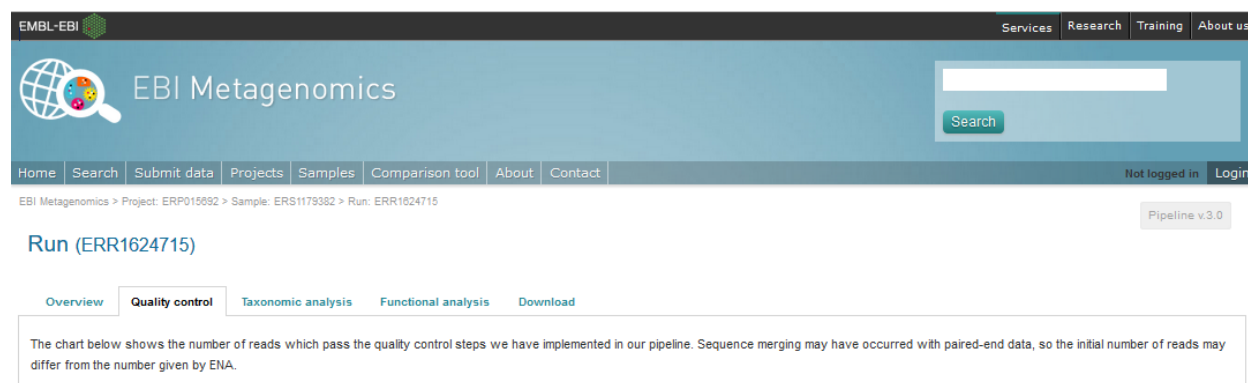 EMBL-EBI
Services Research Training About us
EBI Metagenomics
Search
Home Search Submit data Projects Samples Comparison tool About Contact
Not logged in Login
EBI Metagenomics > Project: ERP015692 > Sample: ERS1179382 > Run: ERR1624715
Pipeline v.3.0
Run (ERR1624715)
Overview Quality control Taxonomic analysis Functional analysis Download
The chart below shows the number of reads which pass the quality control steps we have implemented in our pipeline. Sequence merging may have occurred with paired-end data, so the initial number of reads may
differ from the number given by ENA.